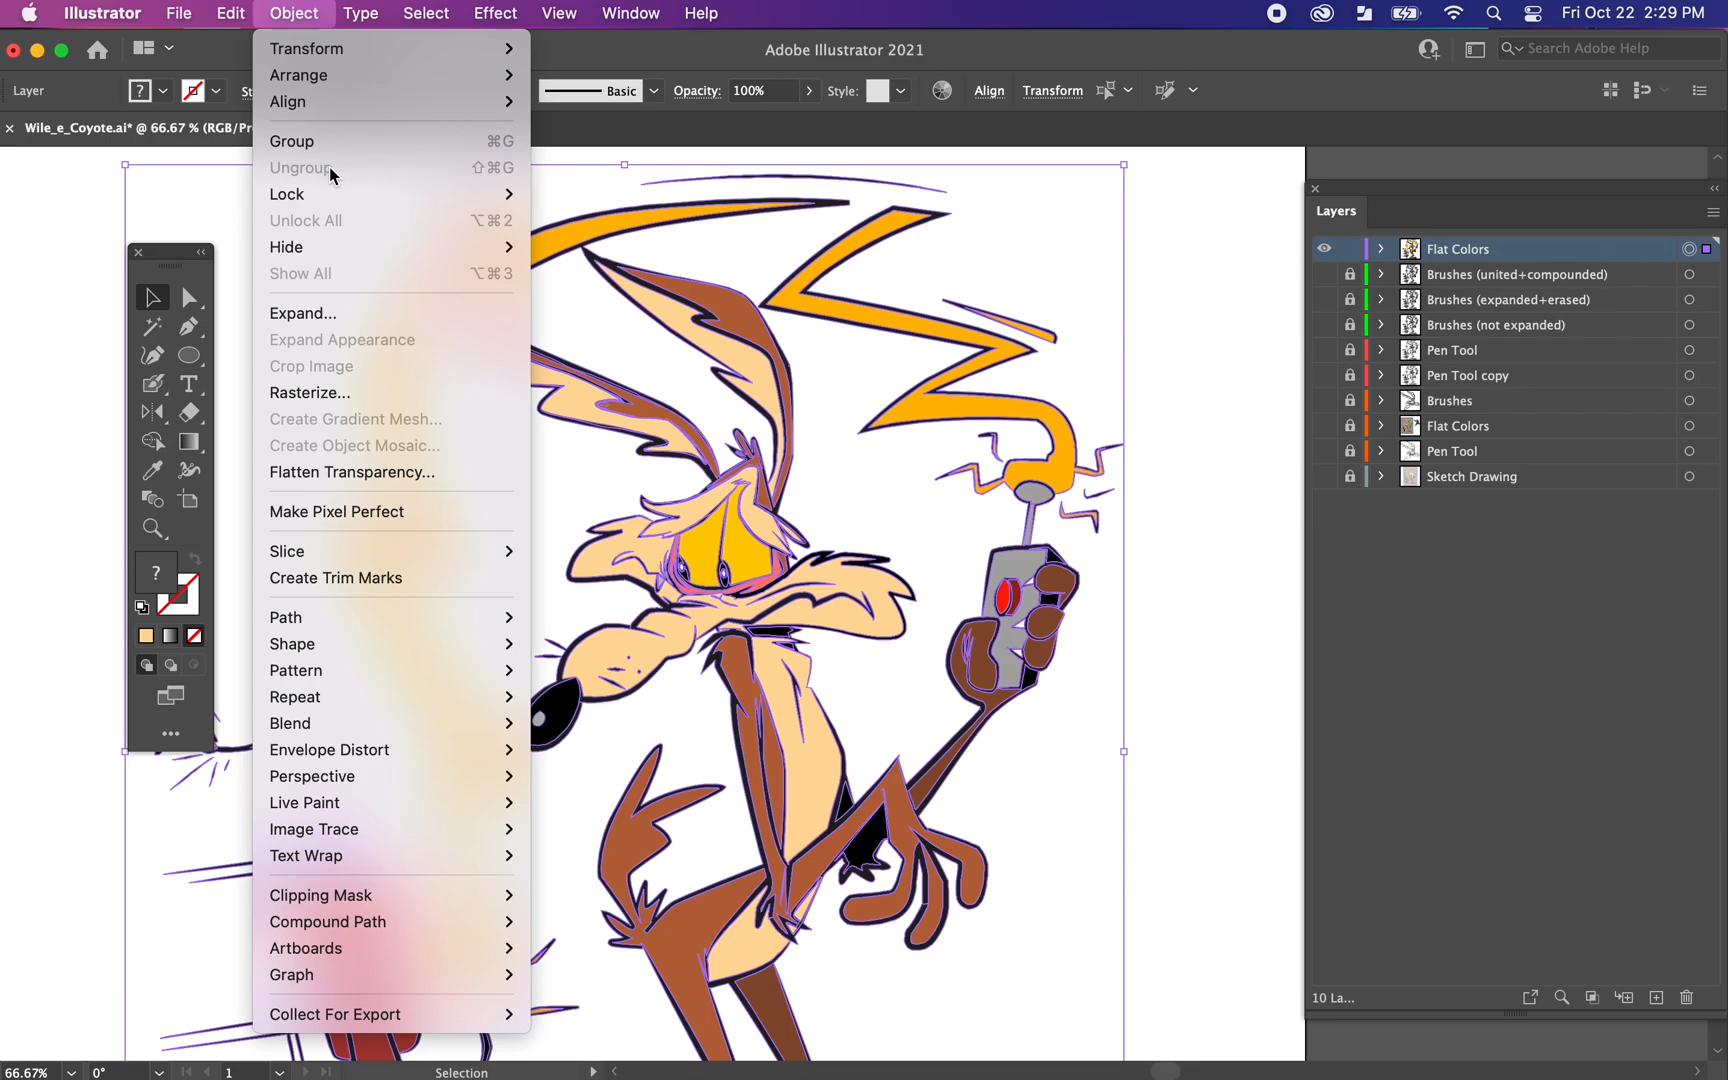 Illustrator File Edit Object Type Select Effect View Window Help Fri Oct 22 2:29 PM
Adobe Illustrator 2021
Search Adobe Help
Layer
?
Basic
Opacity: 100%
Style:
Align
Transform
Wile_e_Coyote.ai* @ 66.67 %
Transform
Arrange
Align
Group ⌘G
Ungroup ⇧⌘G
Lock
Unlock All ⌥⌘2
Hide
Show All ⌥⌘3
Expand...
Expand Appearance
Crop Image
Rasterize...
Create Gradient Mesh...
Create Object Mosaic...
Flatten Transparency...
Make Pixel Perfect
Slice
Create Trim Marks
Path
Shape
Pattern
Repeat
Blend
Envelope Distort
Perspective
Live Paint
Image Trace
Text Wrap
Clipping Mask
Compound Path
Artboards
Graph
Collect For Export
?
Layers
Flat Colors
Brushes (united+compounded)
Brushes (expanded+erased)
Brushes (not expanded)
Pen Tool
Pen Tool copy
Brushes
Flat Colors
Pen Tool
Sketch Drawing
10 La...
66.67% 0° 1 Selection